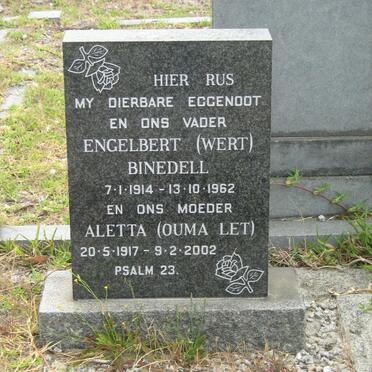 HIER RUS
MY DIERBARE EGGENOOT
EN ONS VADER
ENGELBERT (WERT)
BINEDELL
7·1·1914 - 13·10·1962
EN ONS MOEDER
ALETTA (OUMA LET)
20·5·1917 - 9·2·2002
PSALM 23.